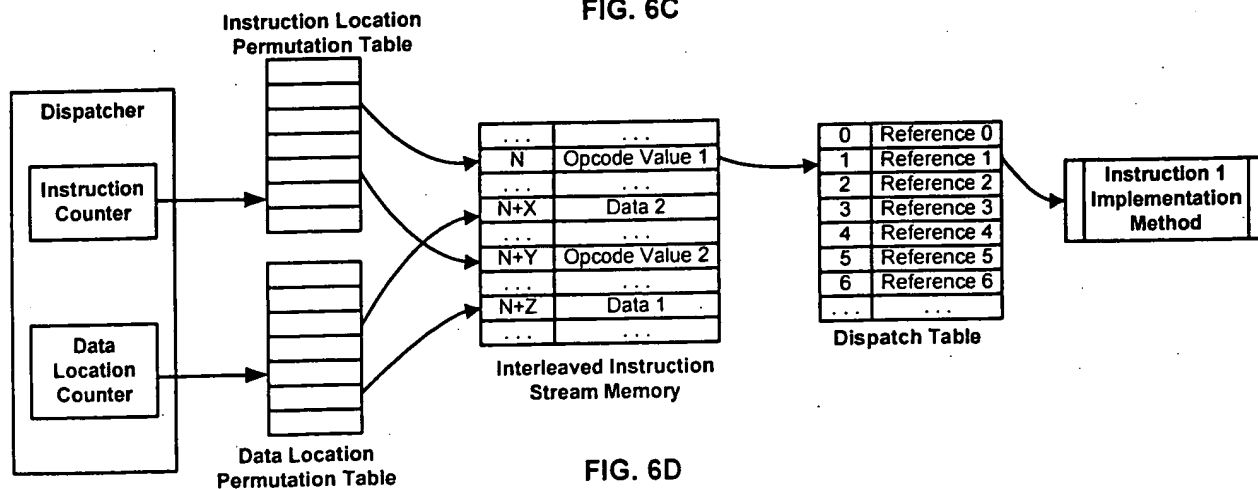 FIG. 6C
Instruction Location
Permutation Table
Dispatcher
Instruction
Counter
Data
Location
Counter
Data Location
Permutation Table
. . . . . .
N Opcode Value 1
. . . . . .
N+X Data 2
. . . . . .
N+Y Opcode Value 2
. . . . . .
N+Z Data 1
. . . . . .
Interleaved Instruction
Stream Memory
0 Reference 0
1 Reference 1
2 Reference 2
3 Reference 3
4 Reference 4
5 Reference 5
6 Reference 6
. . . . . .
Dispatch Table
Instruction 1
Implementation
Method
FIG. 6D